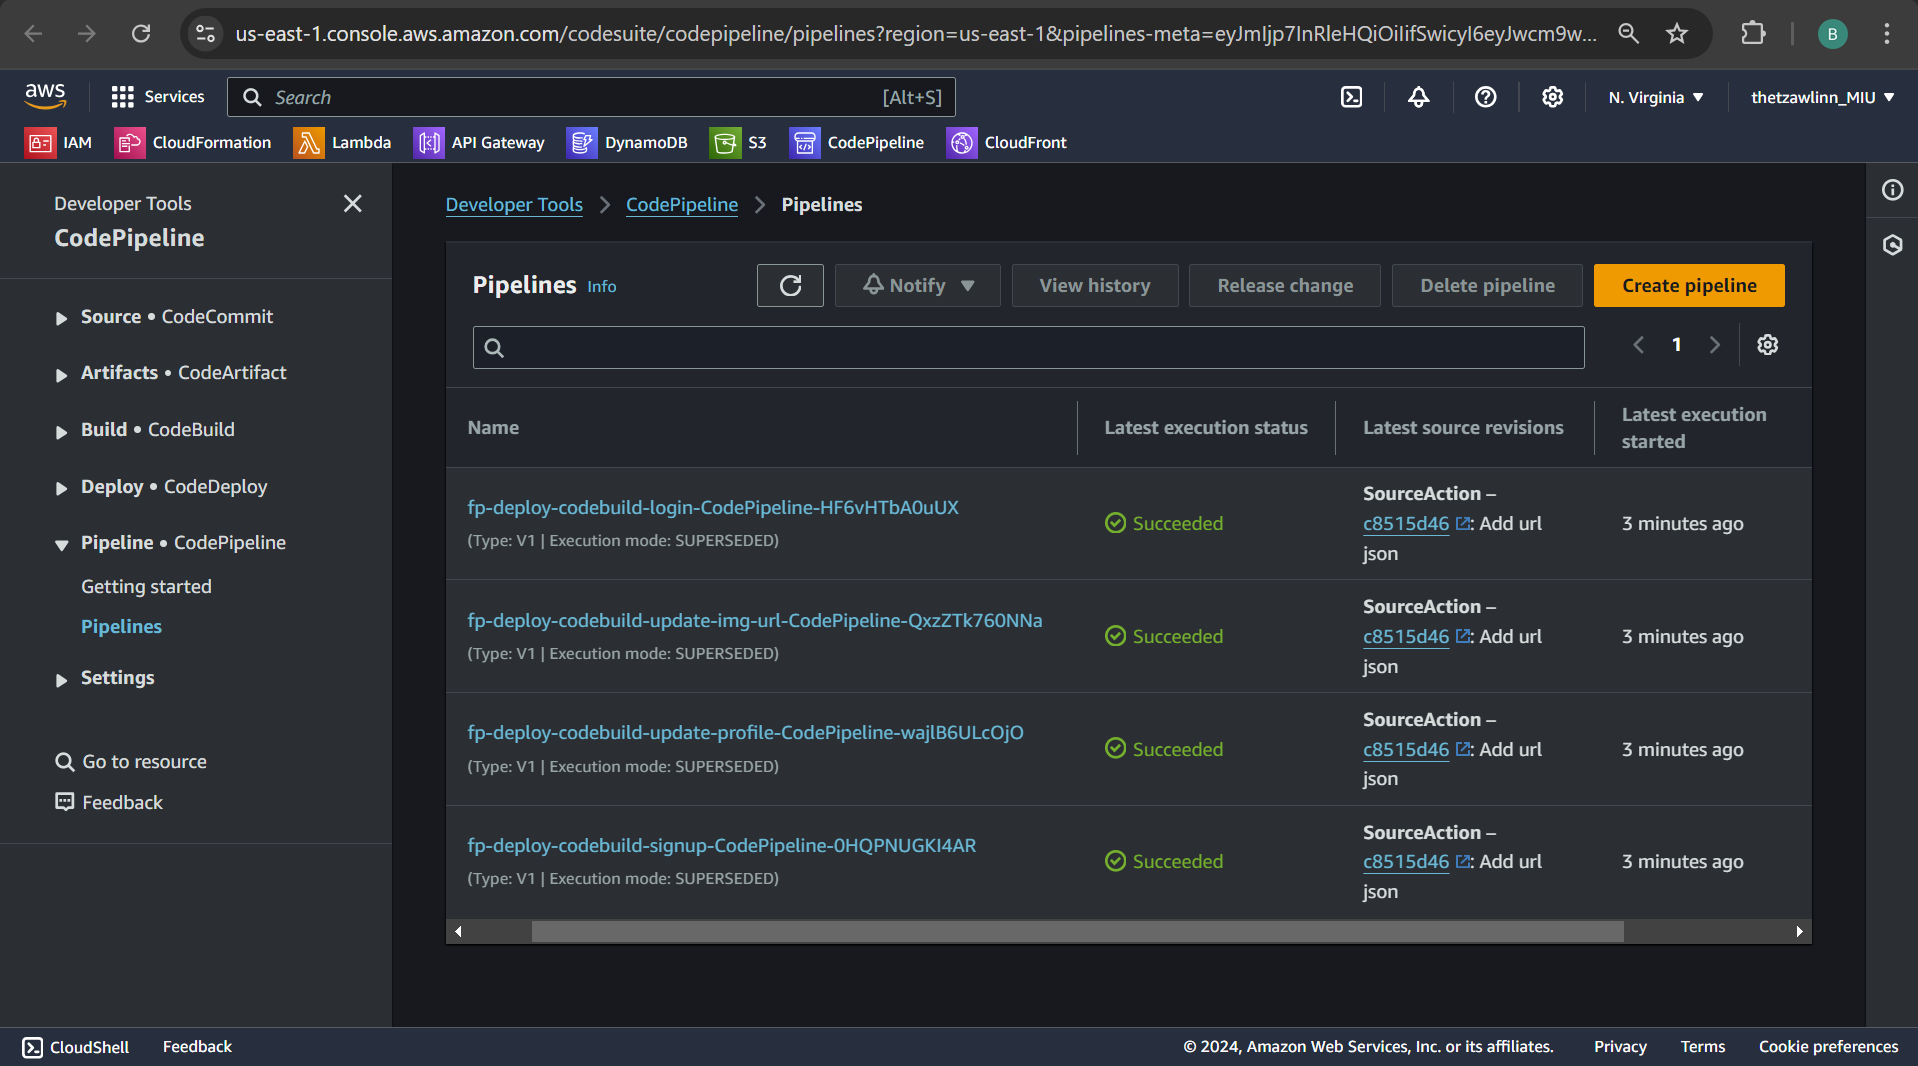 us-east-1.console.aws.amazon.com/codesuite/codepipeline/pipelines?region=us-east-1&pipelines-meta=eyJmIjp7InRleHQiOiIifSwicyI6eyJwcm9w...
B
aws
Services
Search
[Alt+S]
N. Virginia
thetzawlinn_MIU
IAM
CloudFormation
Lambda
API Gateway
DynamoDB
S3
CodePipeline
CloudFront
Developer Tools
CodePipeline
Source • CodeCommit
Artifacts • CodeArtifact
Build • CodeBuild
Deploy • CodeDeploy
Pipeline • CodePipeline
Getting started
Pipelines
Settings
Go to resource
Feedback
Developer Tools
CodePipeline
Pipelines
Pipelines Info
Notify
View history
Release change
Delete pipeline
Create pipeline
1
Name
Latest execution status
Latest source revisions
Latest execution
started
fp-deploy-codebuild-login-CodePipeline-HF6vHTbA0uUX
(Type: V1 | Execution mode: SUPERSEDED)
Succeeded
SourceAction –
c8515d46 : Add url
json
3 minutes ago
fp-deploy-codebuild-update-img-url-CodePipeline-QxzZTk760NNa
(Type: V1 | Execution mode: SUPERSEDED)
Succeeded
SourceAction –
c8515d46 : Add url
json
3 minutes ago
fp-deploy-codebuild-update-profile-CodePipeline-wajlB6ULcOjO
(Type: V1 | Execution mode: SUPERSEDED)
Succeeded
SourceAction –
c8515d46 : Add url
json
3 minutes ago
fp-deploy-codebuild-signup-CodePipeline-0HQPNUGKI4AR
(Type: V1 | Execution mode: SUPERSEDED)
Succeeded
SourceAction –
c8515d46 : Add url
json
3 minutes ago
CloudShell
Feedback
© 2024, Amazon Web Services, Inc. or its affiliates.
Privacy
Terms
Cookie preferences